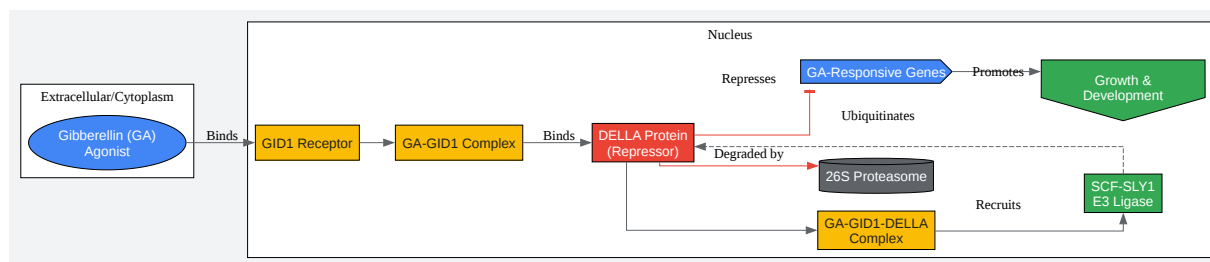 Nucleus
Extracellular/Cytoplasm
Gibberellin (GA)
Agonist
Binds
GID1 Receptor
GA-GID1 Complex
Binds
DELLA Protein
(Repressor)
Represses
GA-Responsive Genes
Promotes
Growth &
Development
Ubiquitinates
Degraded by
26S Proteasome
SCF-SLY1
E3 Ligase
Recruits
GA-GID1-DELLA
Complex